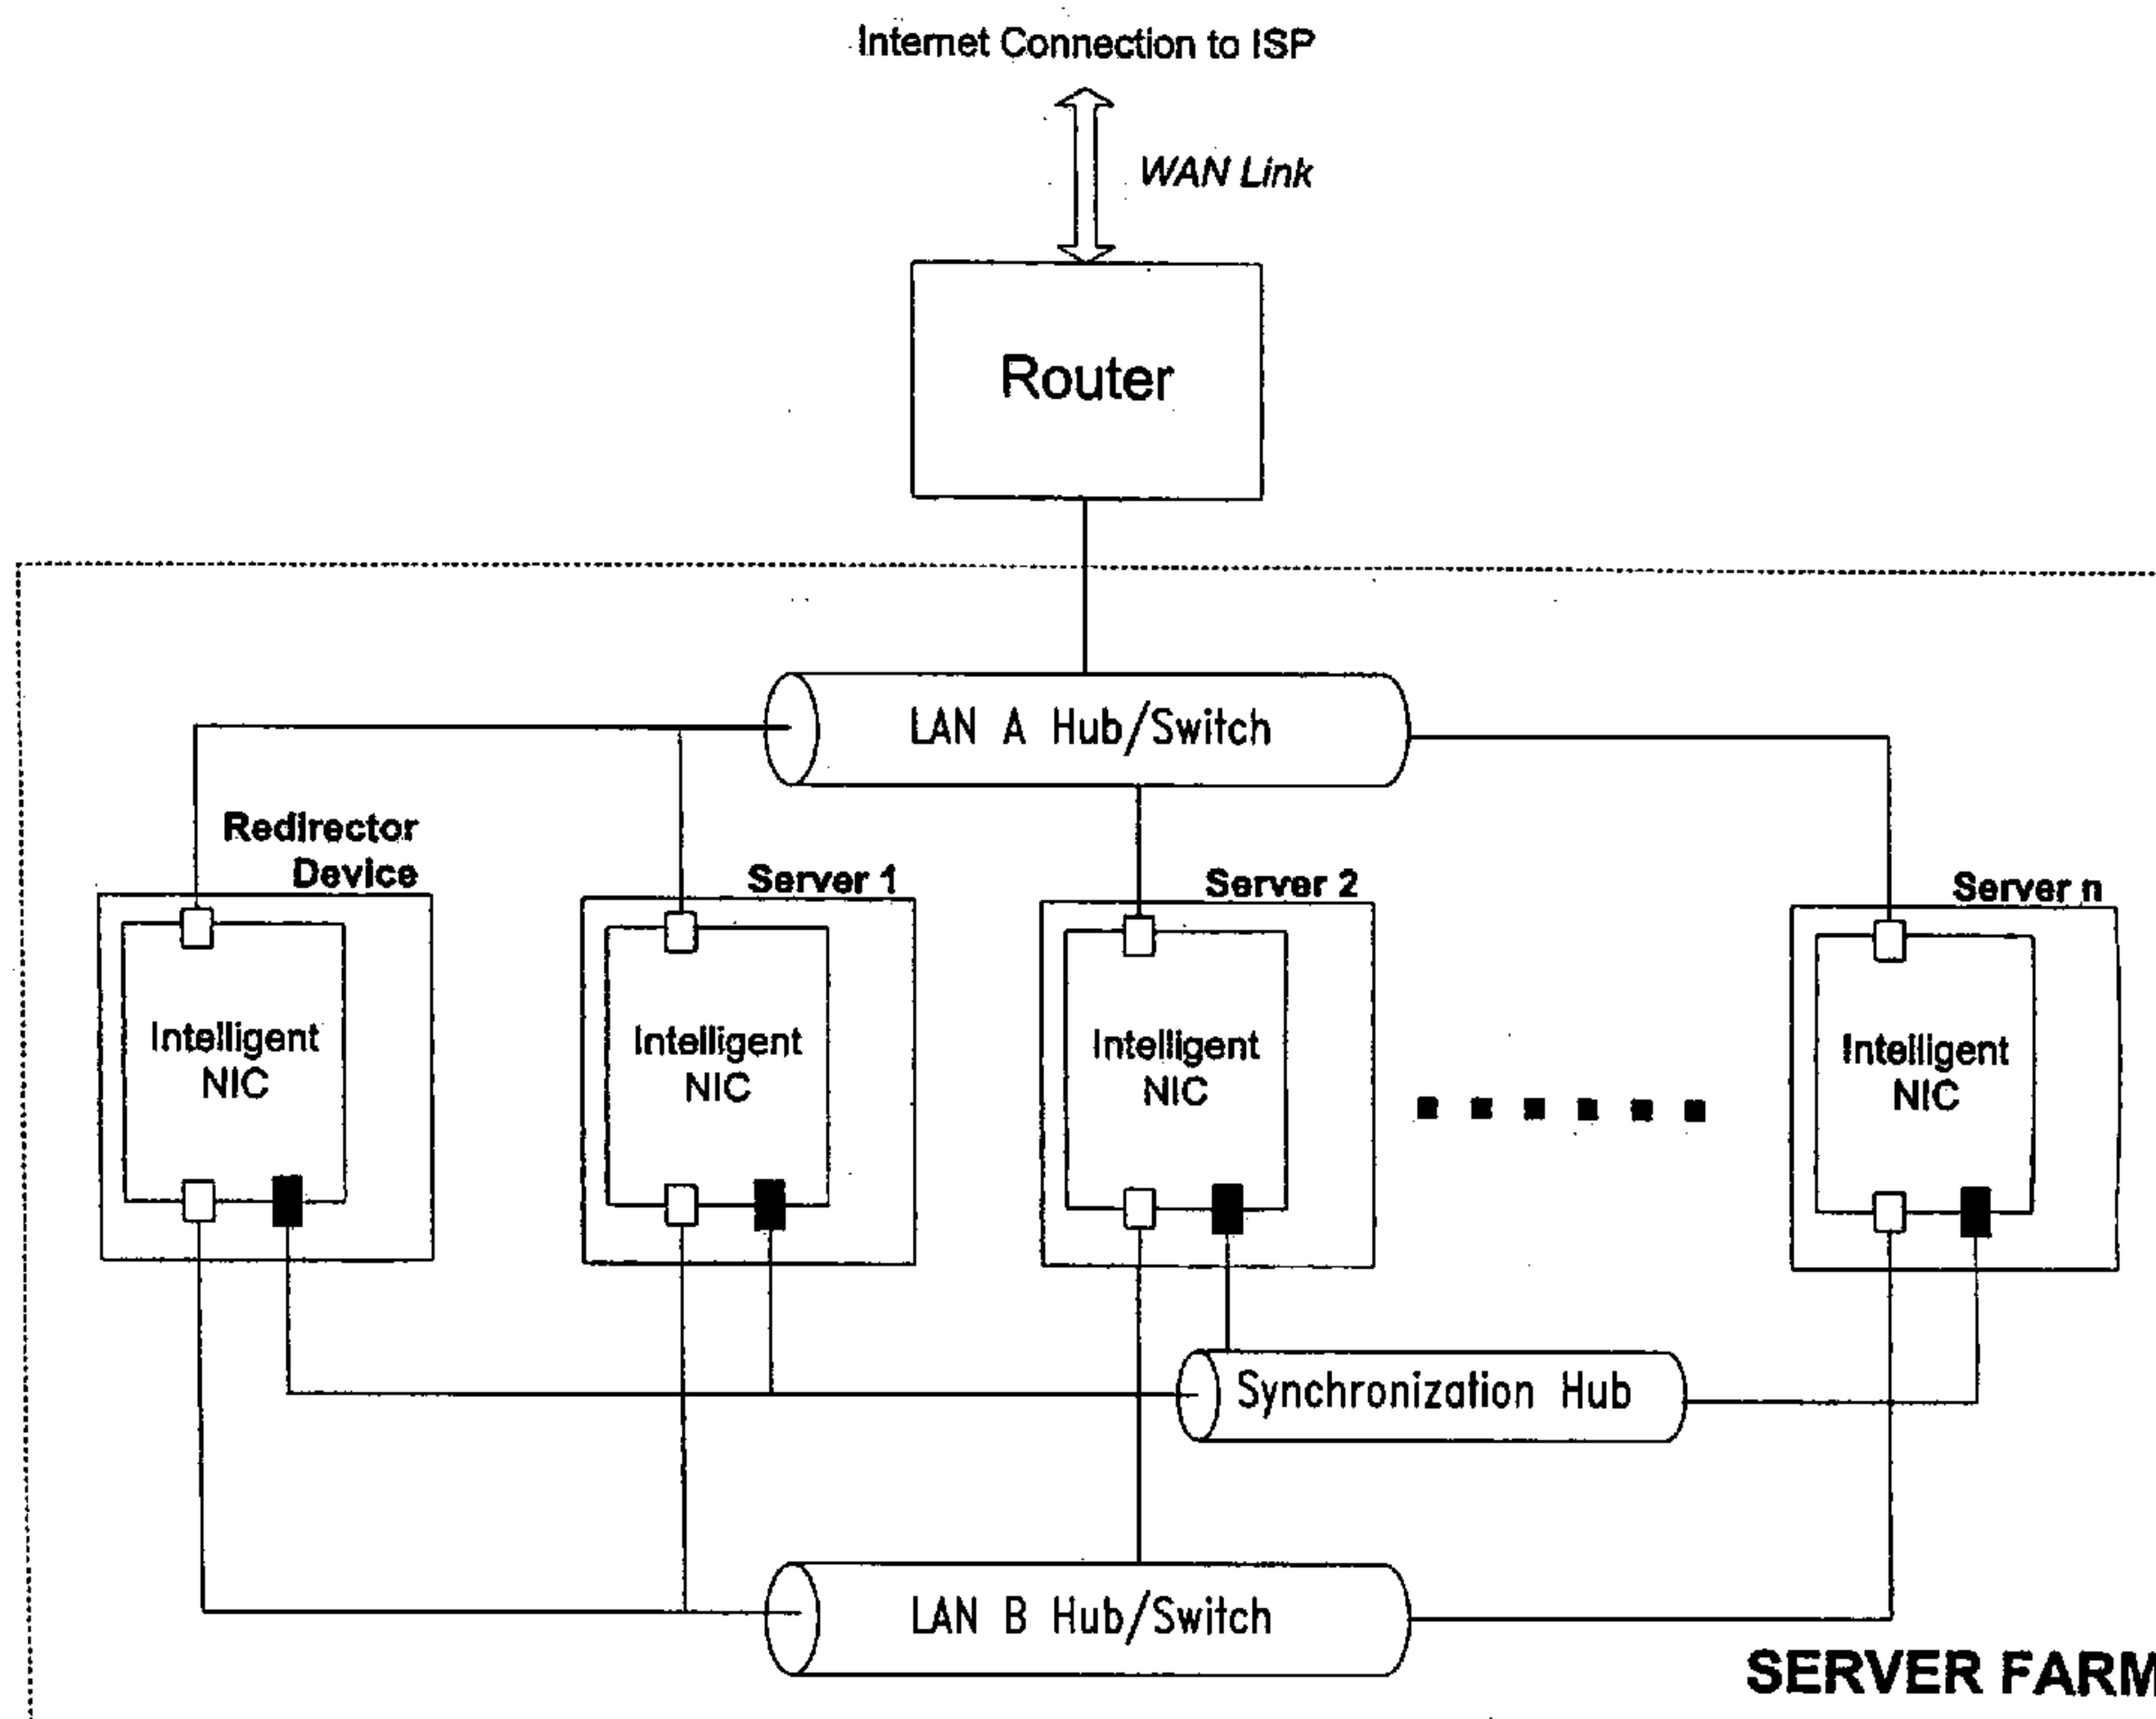 Internet Connection to ISP
WAN Link
Router
LAN A Hub/Switch
Redirector
Device
Server 1
Server 2
Server n
Intelligent
NIC
Intelligent
NIC
Intelligent
NIC
Intelligent
NIC
Synchronization Hub
LAN B Hub/Switch
SERVER FARM